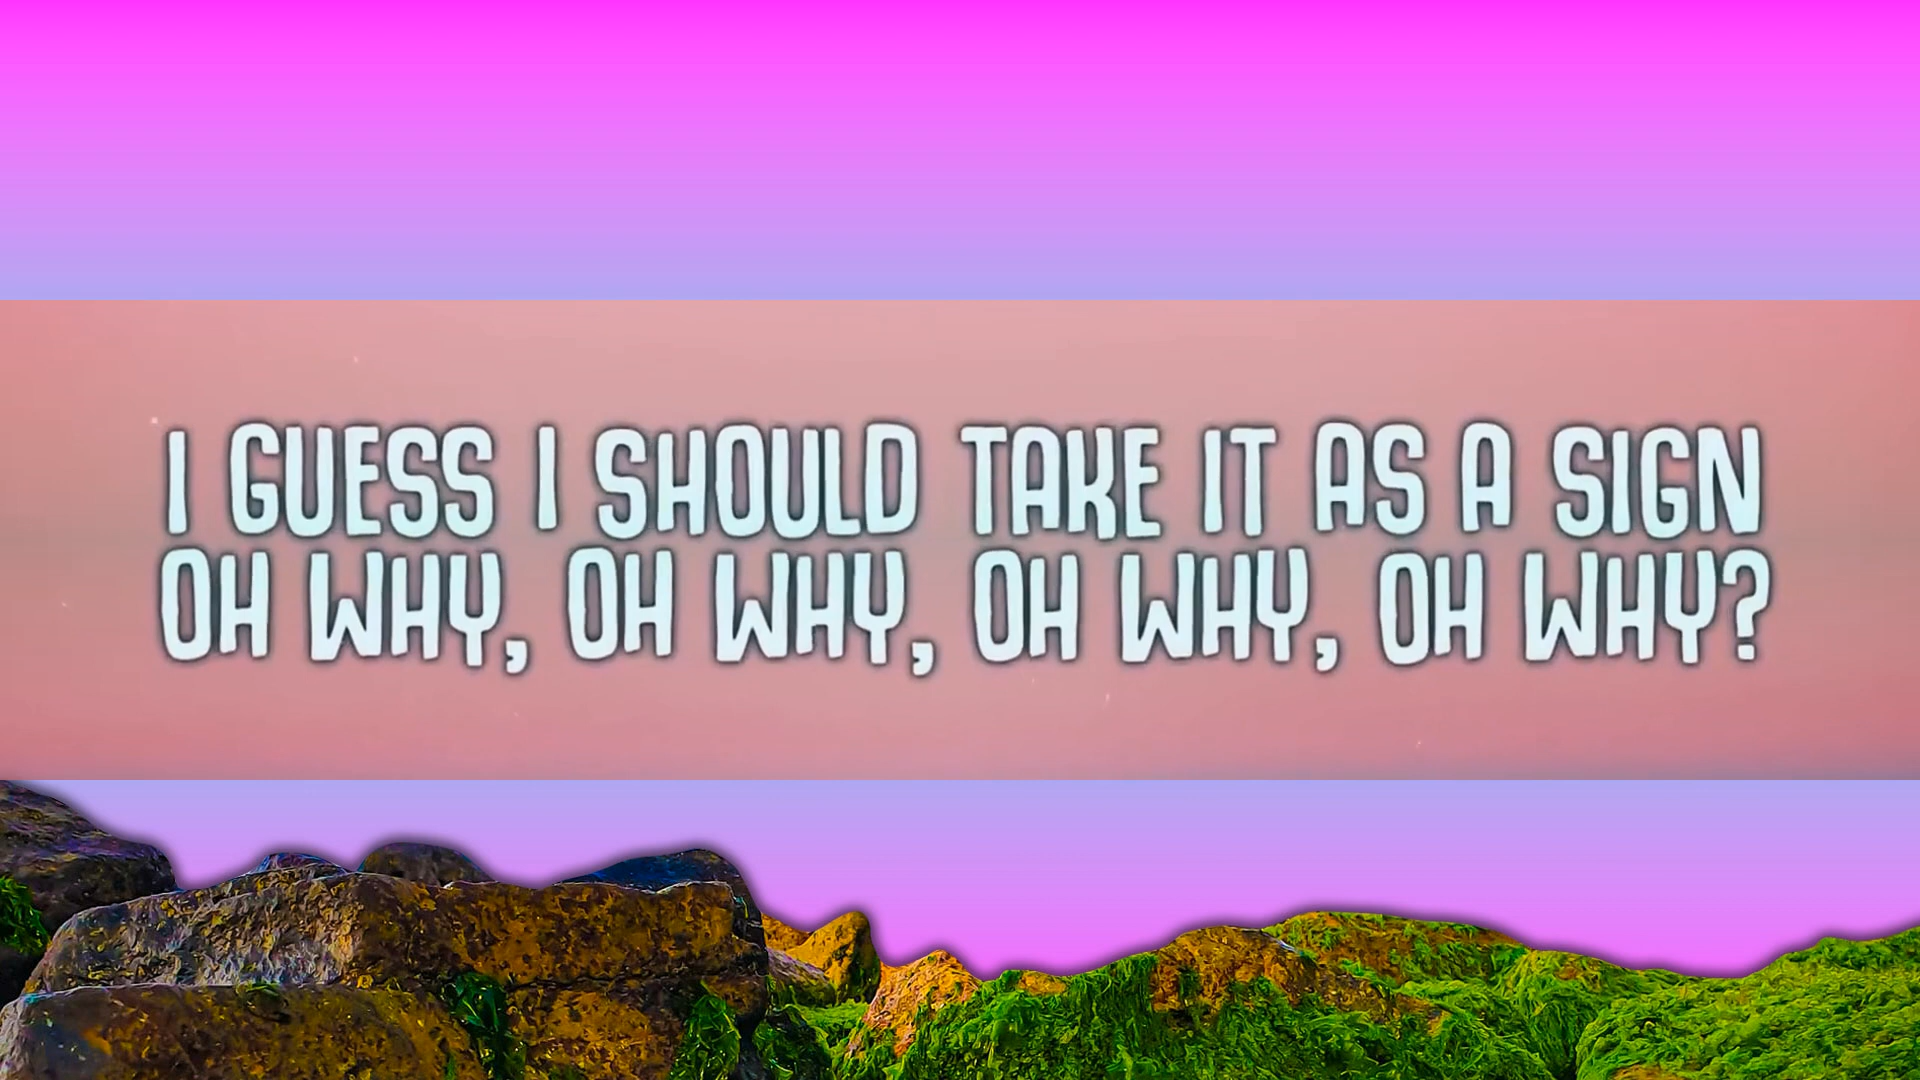 I GUESS I SHOULD TAKE IT AS A SIGN
OH WHY, OH WHY, OH WHY, OH WHY?